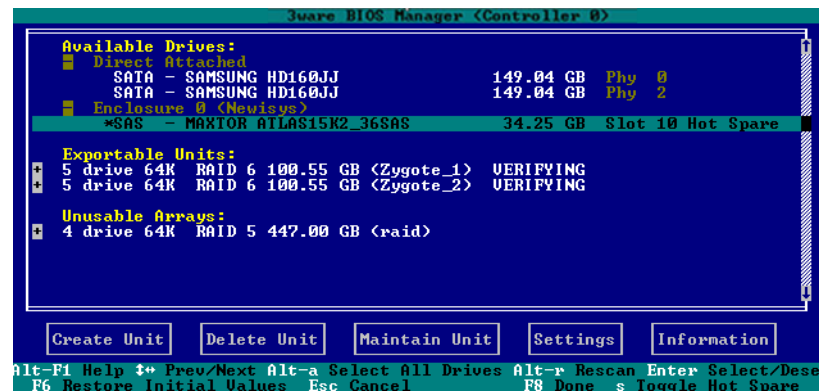 3ware BIOS Manager (Controller 0)
Available Drives:
- Direct Attached
SATA - SAMSUNG HD160JJ 149.04 GB Phy 0
SATA - SAMSUNG HD160JJ 149.04 GB Phy 2
- Enclosure 0 (Newisys)
*SAS - MAXTOR ATLAS15K2_36SAS 34.25 GB Slot 10 Hot Spare
Exportable Units:
+ 5 drive 64K RAID 6 100.55 GB (Zygote_1) VERIFYING
+ 5 drive 64K RAID 6 100.55 GB (Zygote_2) VERIFYING
Unusable Arrays:
+ 4 drive 64K RAID 5 447.00 GB (raid)
Create Unit Delete Unit Maintain Unit Settings Information
Alt-F1 Help ↕↔ Prev/Next Alt-a Select All Drives Alt-r Rescan Enter Select/Dese
F6 Restore Initial Values Esc Cancel F8 Done s Toggle Hot Spare